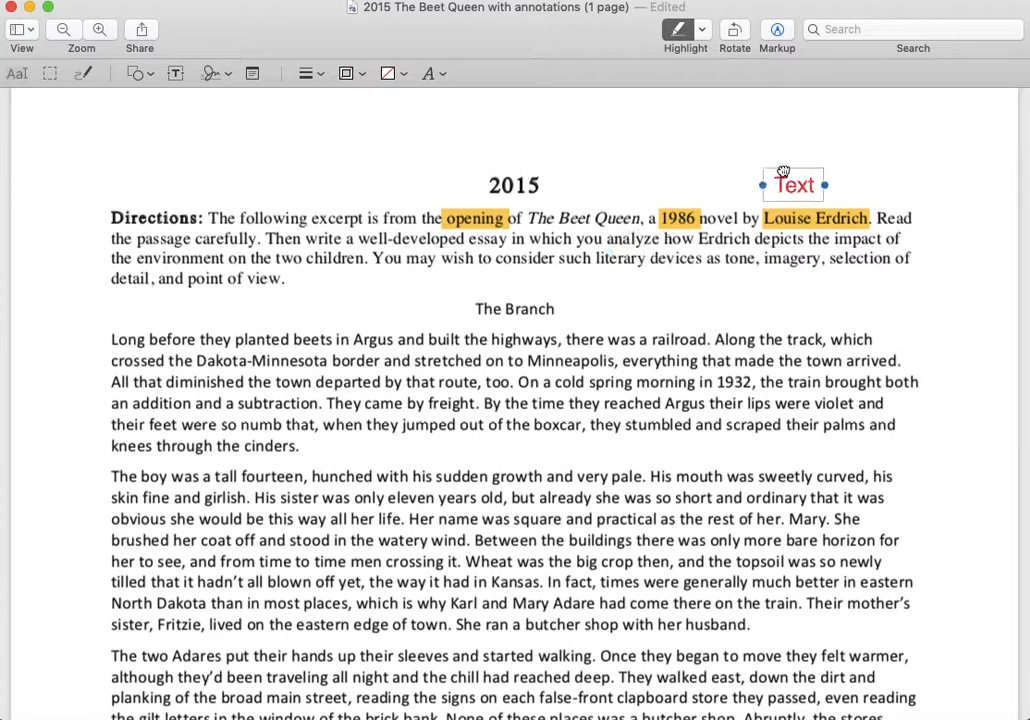 2015 The Beet Queen with annotations (1 page) — Edited
Search
View
Zoom
Share
Highlight
Rotate
Markup
Search
AaI
T
A
2015
Text
Directions: The following excerpt is from the opening of The Beet Queen, a 1986 novel by Louise Erdrich. Read
the passage carefully. Then write a well-developed essay in which you analyze how Erdrich depicts the impact of
the environment on the two children. You may wish to consider such literary devices as tone, imagery, selection of
detail, and point of view.
The Branch
Long before they planted beets in Argus and built the highways, there was a railroad. Along the track, which
crossed the Dakota-Minnesota border and stretched on to Minneapolis, everything that made the town arrived.
All that diminished the town departed by that route, too. On a cold spring morning in 1932, the train brought both
an addition and a subtraction. They came by freight. By the time they reached Argus their lips were violet and
their feet were so numb that, when they jumped out of the boxcar, they stumbled and scraped their palms and
knees through the cinders.
The boy was a tall fourteen, hunched with his sudden growth and very pale. His mouth was sweetly curved, his
skin fine and girlish. His sister was only eleven years old, but already she was so short and ordinary that it was
obvious she would be this way all her life. Her name was square and practical as the rest of her. Mary. She
brushed her coat off and stood in the watery wind. Between the buildings there was only more bare horizon for
her to see, and from time to time men crossing it. Wheat was the big crop then, and the topsoil was so newly
tilled that it hadn't all blown off yet, the way it had in Kansas. In fact, times were generally much better in eastern
North Dakota than in most places, which is why Karl and Mary Adare had come there on the train. Their mother's
sister, Fritzie, lived on the eastern edge of town. She ran a butcher shop with her husband.
The two Adares put their hands up their sleeves and started walking. Once they began to move they felt warmer,
although they'd been traveling all night and the chill had reached deep. They walked east, down the dirt and
planking of the broad main street, reading the signs on each false-front clapboard store they passed, even reading
the gilt letters in the window of the brick bank. None of these places was a butcher shop. Abruptly, the stores